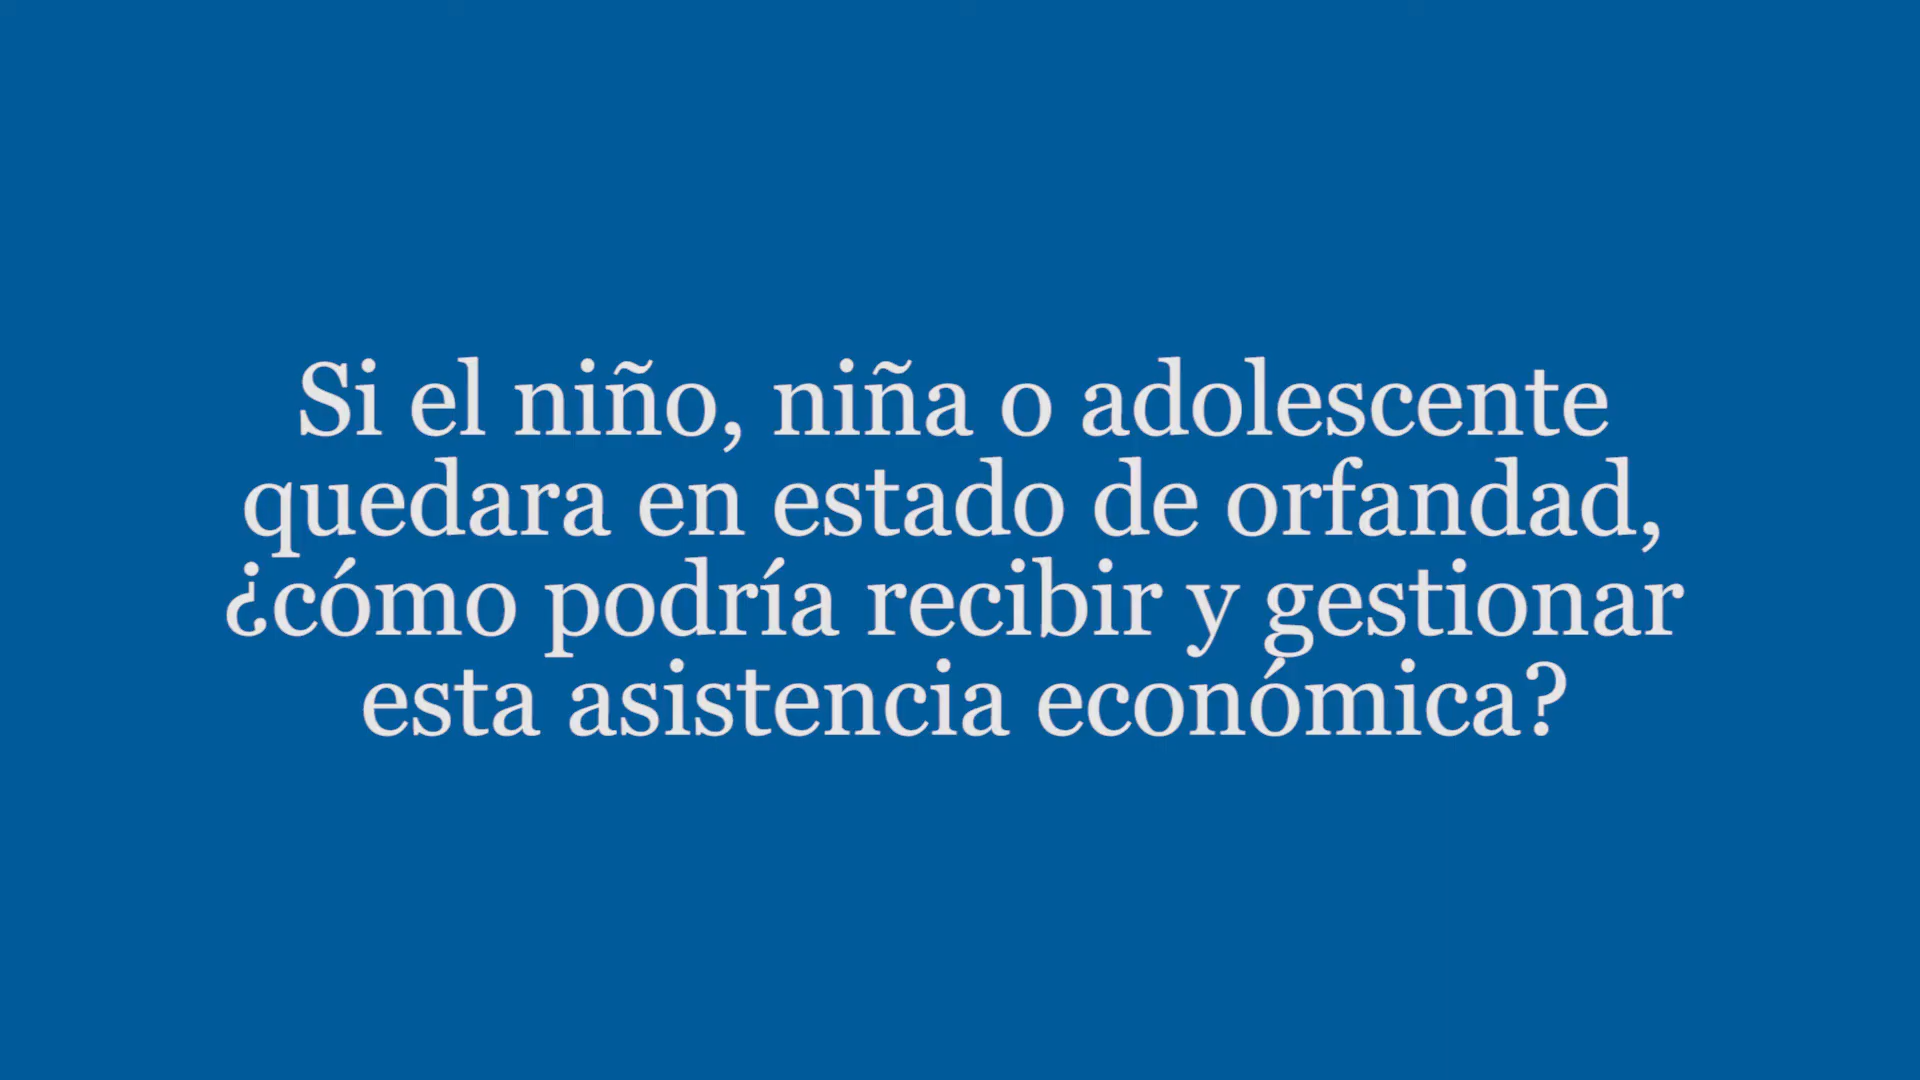 Si el niño, niña o adolescente
quedara en estado de orfandad,
¿cómo podría recibir y gestionar
esta asistencia económica?